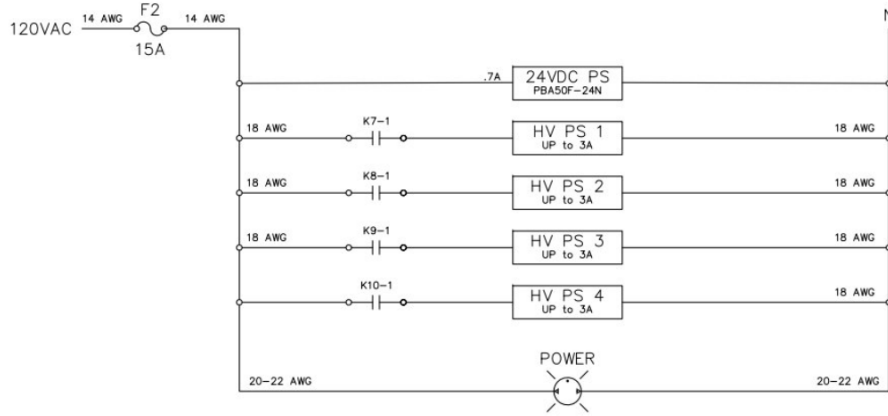 F2
120VAC 14 AWG 14 AWG N
15A
.7A 24VDC PS
PBA50F-24N
18 AWG K7-1 HV PS 1 18 AWG
UP to 3A
18 AWG K8-1 HV PS 2 18 AWG
UP to 3A
18 AWG K9-1 HV PS 3 18 AWG
UP to 3A
K10-1 HV PS 4 18 AWG
UP to 3A
POWER
20-22 AWG 20-22 AWG